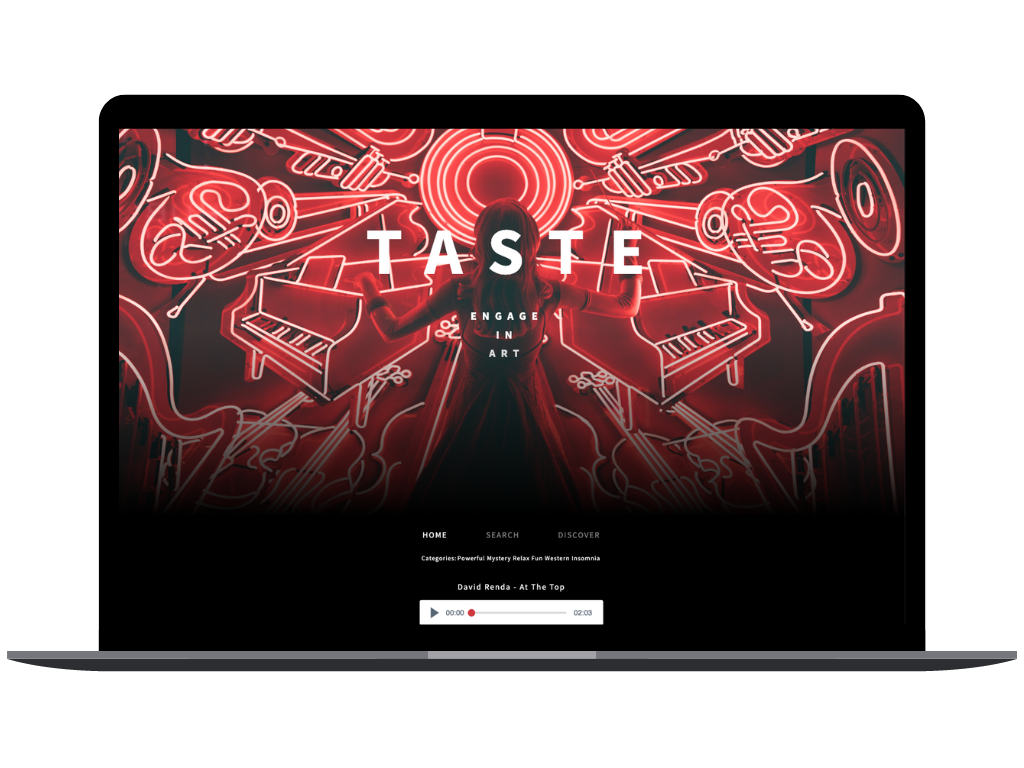 TASTE
ENGAGE
IN
ART
HOME SEARCH DISCOVER
Categories: Powerful Mystery Relax Fun Western Insomnia
David Renda - At The Top
00:00 02:03